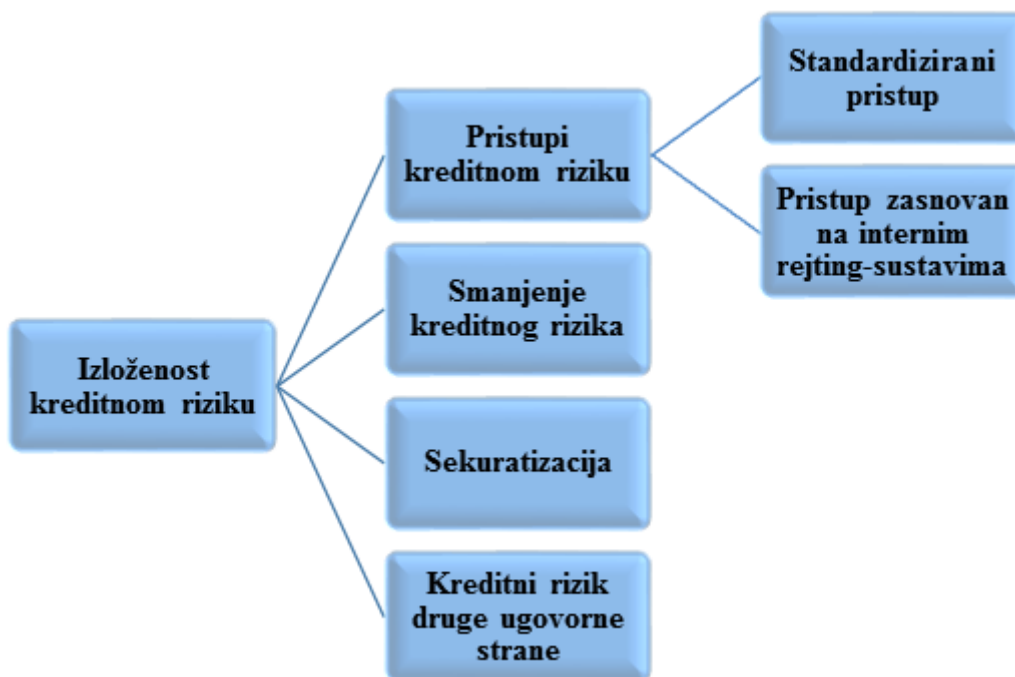 Izloženost
kreditnom riziku
Pristupi
kreditnom riziku
Standardizirani
pristup
Pristup zasnovan
na internim
rejting-sustavima
Smanjenje
kreditnog rizika
Sekuratizacija
Kreditni rizik
druge ugovorne
strane